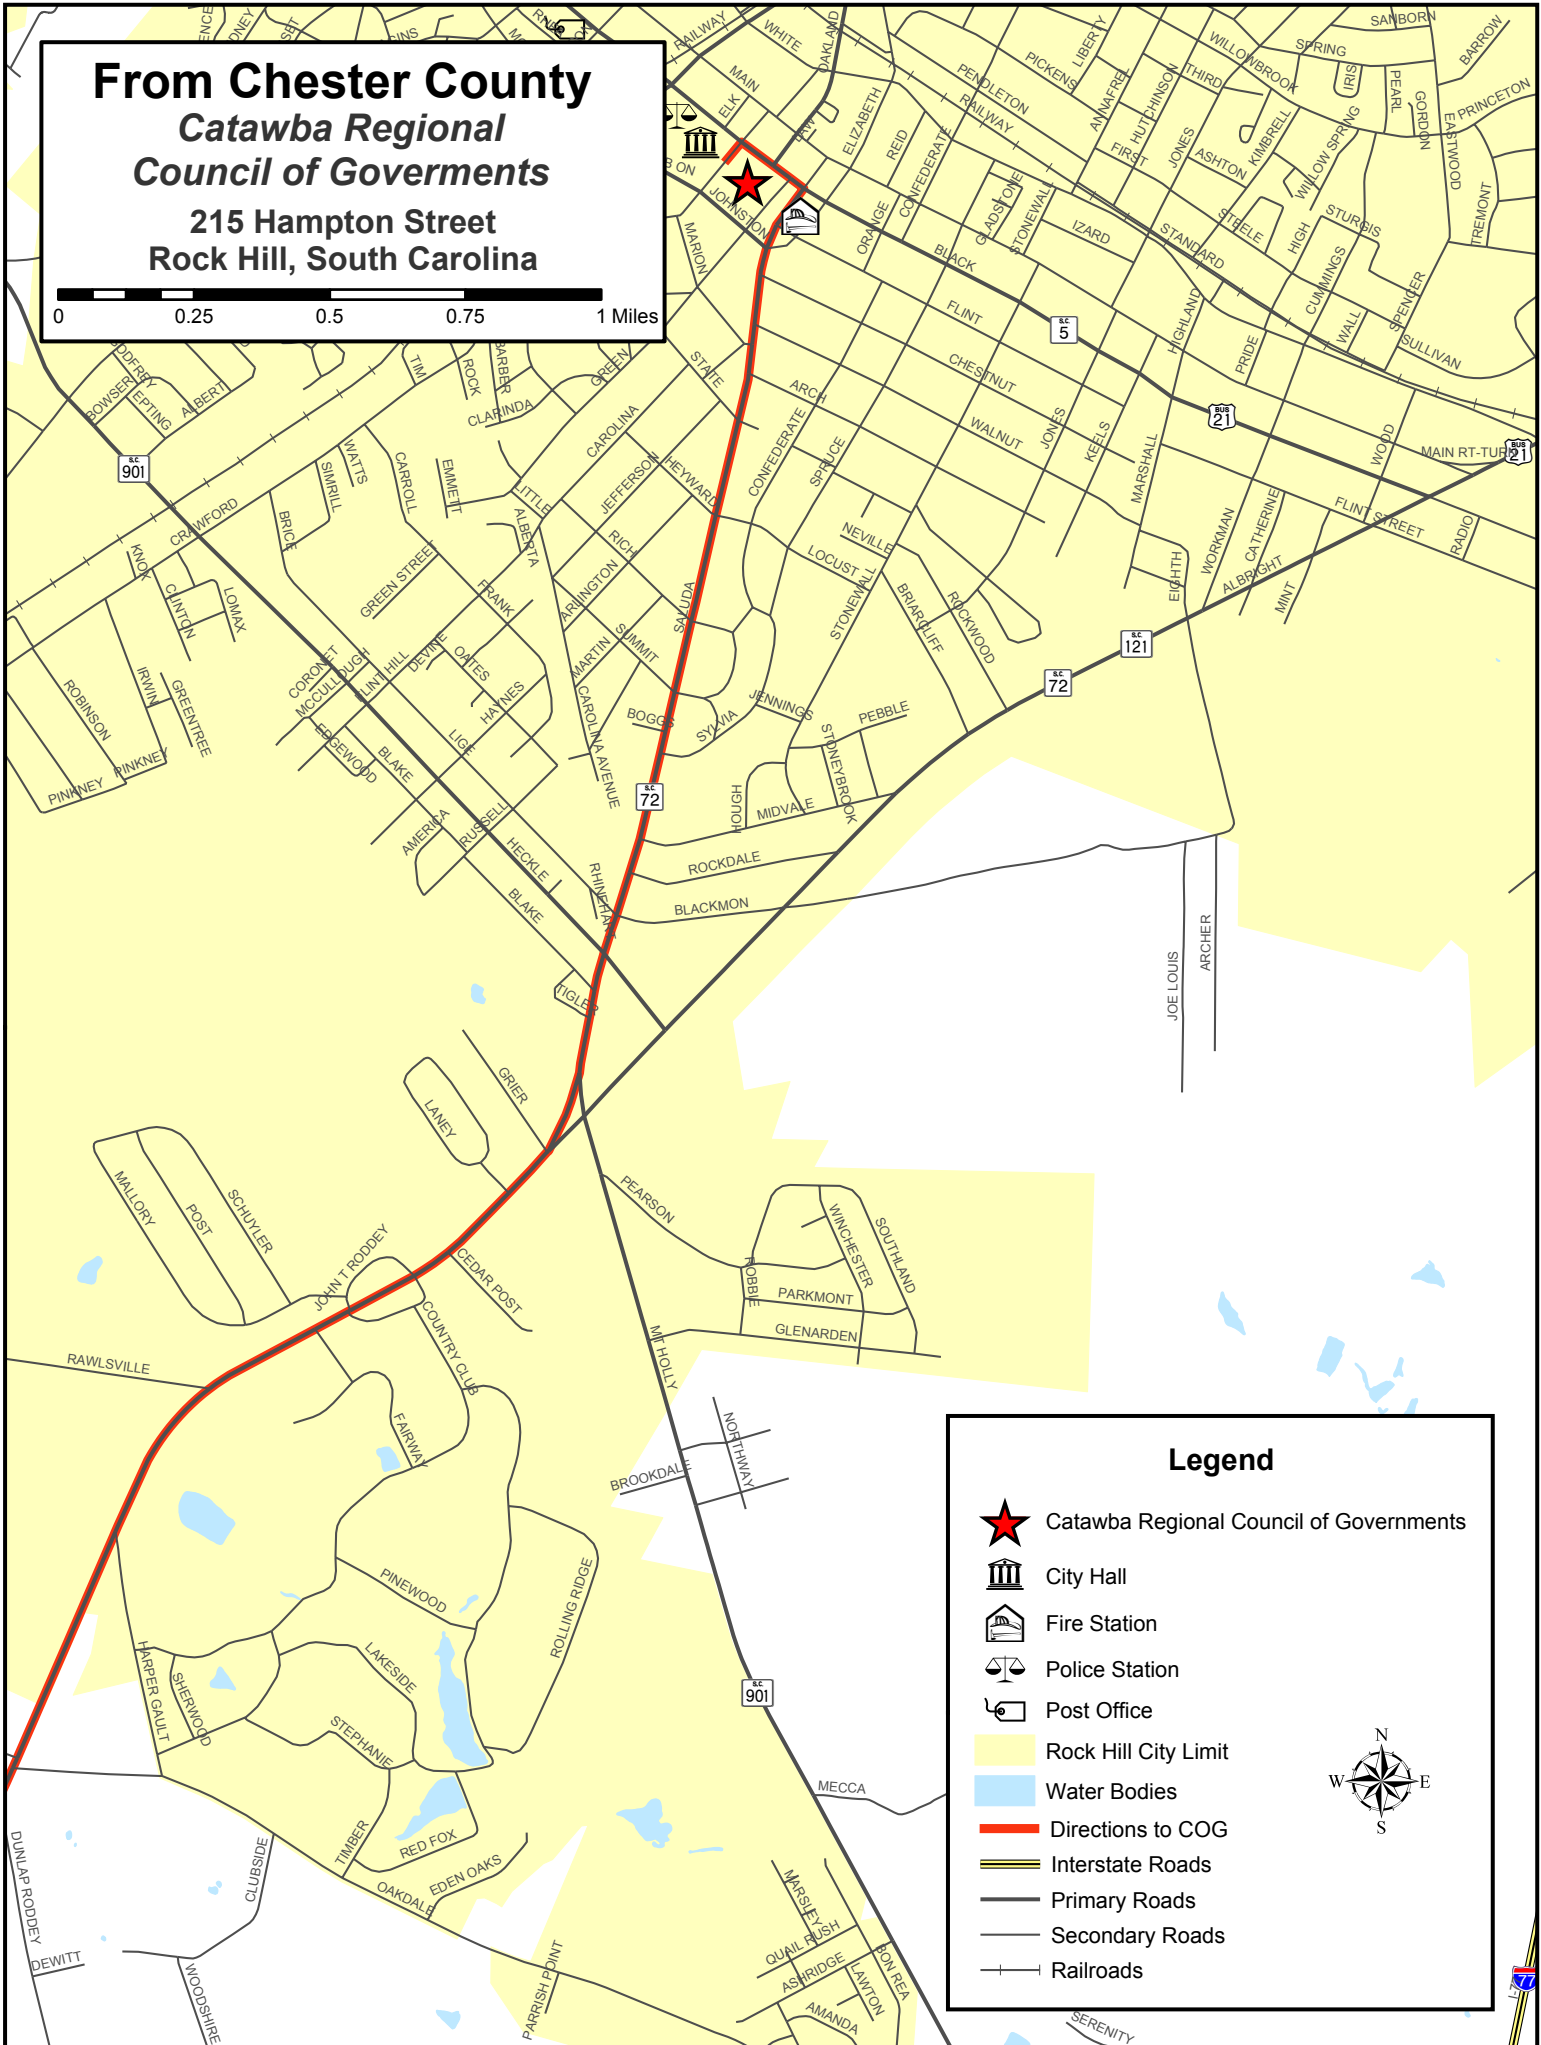 From Chester County
Catawba Regional
Council of Goverments
215 Hampton Street
Rock Hill, South Carolina
0 0.25 0.5 0.75 1 Miles
RAILWAY
WHITE
OAKLAND
MAIN
ELK
LAW
ELIZABETH
REID
CONFEDERATE
PENDLETON
RAILWAY
PICKENS
LIBERTY
ANNAFREL
HUTCHINSON
THIRD
WILLOWBROOK
SPRING
SANBORN
BARROW
IRIS
PEARL
GORDON
EASTWOOD
PRINCETON
FIRST
JONES
ASHTON
KIMBRELL
WILLOW SPRING
TREMONT
STURGIS
STEELE
HIGH
STANDARD
IZARD
GLADSTONE
STONEWALL
ORANGE
BLACK
JOHNSTON
MARION
CUMMINGS
SPENCER
WALL
SULLIVAN
HIGHLAND
PRIDE
FLINT
S.C. 5
CHESTNUT
WALNUT
ARCH
STATE
GREEN
BARBER
ROCK
TIM
CLARINDA
GODFREY
BOWSER
EPTING
ALBERT
S.C. 901
BUS 21
BUS 21
MAIN RT-TURN
WOOD
FLINT STREET
RADIO
JONES
KEELS
MARSHALL
CONFEDERATE
SPRUCE
CAROLINA
JEFFERSON
HEYWARD
LITTLE
ALBERTA
RICH
ARLINGTON
EMMETT
CARROLL
WATTS
SIMRILL
BRICE
CRAWFORD
KNOX
CLINTON
LOMAX
GREEN STREET
FRANK
SALUDA
NEVILLE
LOCUST
STONEWALL
BRIARCLIFF
ROCKWOOD
EIGHTH
WORKMAN
CATHERINE
ALBRIGHT
MINT
S.C. 121
S.C. 72
SUMMIT
MARTIN
CORONET
MCCULLOUGH
FLINT HILL
DEVINE
OATES
HAYNES
ROBINSON
IRWIN
GREENTREE
PINKNEY
PINKNEY
EDGEWOOD
BLAKE
LIGE
CAROLINA AVENUE
BOGGS
SYLVIA
JENNINGS
STONEYBROOK
PEBBLE
S.C. 72
HOUGH
MIDVALE
AMERICA
RUSSELL
HECKLE
ROCKDALE
RHINEHART
BLACKMON
BLAKE
TIGLER
JOE LOUIS
ARCHER
GRIER
LANEY
MALLORY
POST
SCHUYLER
JOHN T RODDEY
CEDAR POST
COUNTRY CLUB
PEARSON
ROBBIE
WINCHESTER
SOUTHLAND
PARKMONT
GLENARDEN
MT HOLLY
RAWLSVILLE
FAIRWAY
NORTHWAY
BROOKDALE
PINEWOOD
ROLLING RIDGE
LAKESIDE
HARPER GAULT
SHERWOOD
STEPHANIE
S.C. 901
MECCA
TIMBER
RED FOX
EDEN OAKS
OAKDALE
CLUBSIDE
DUNLAP RODDEY
DEWITT
WOODSHIRE
PARRISH POINT
MARSLEY
QUAIL RUSH
ASHRIDGE
LAWTON
BON REA
AMANDA
SERENITY
77
Legend
Catawba Regional Council of Governments
City Hall
Fire Station
Police Station
Post Office
Rock Hill City Limit
Water Bodies
Directions to COG
Interstate Roads
Primary Roads
Secondary Roads
Railroads
N
W
E
S